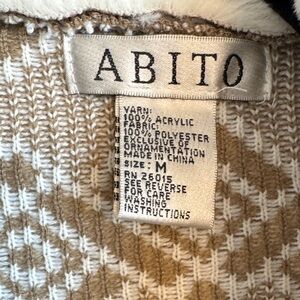 ABITO
YARN:
100% ACRYLIC
FABRIC:
100% POLYESTER
EXCLUSIVE OF
ORNAMENTATION
MADE IN CHINA
SIZE: M
RN 26015
SEE REVERSE
FOR CARE
WASHING
INSTRUCTIONS